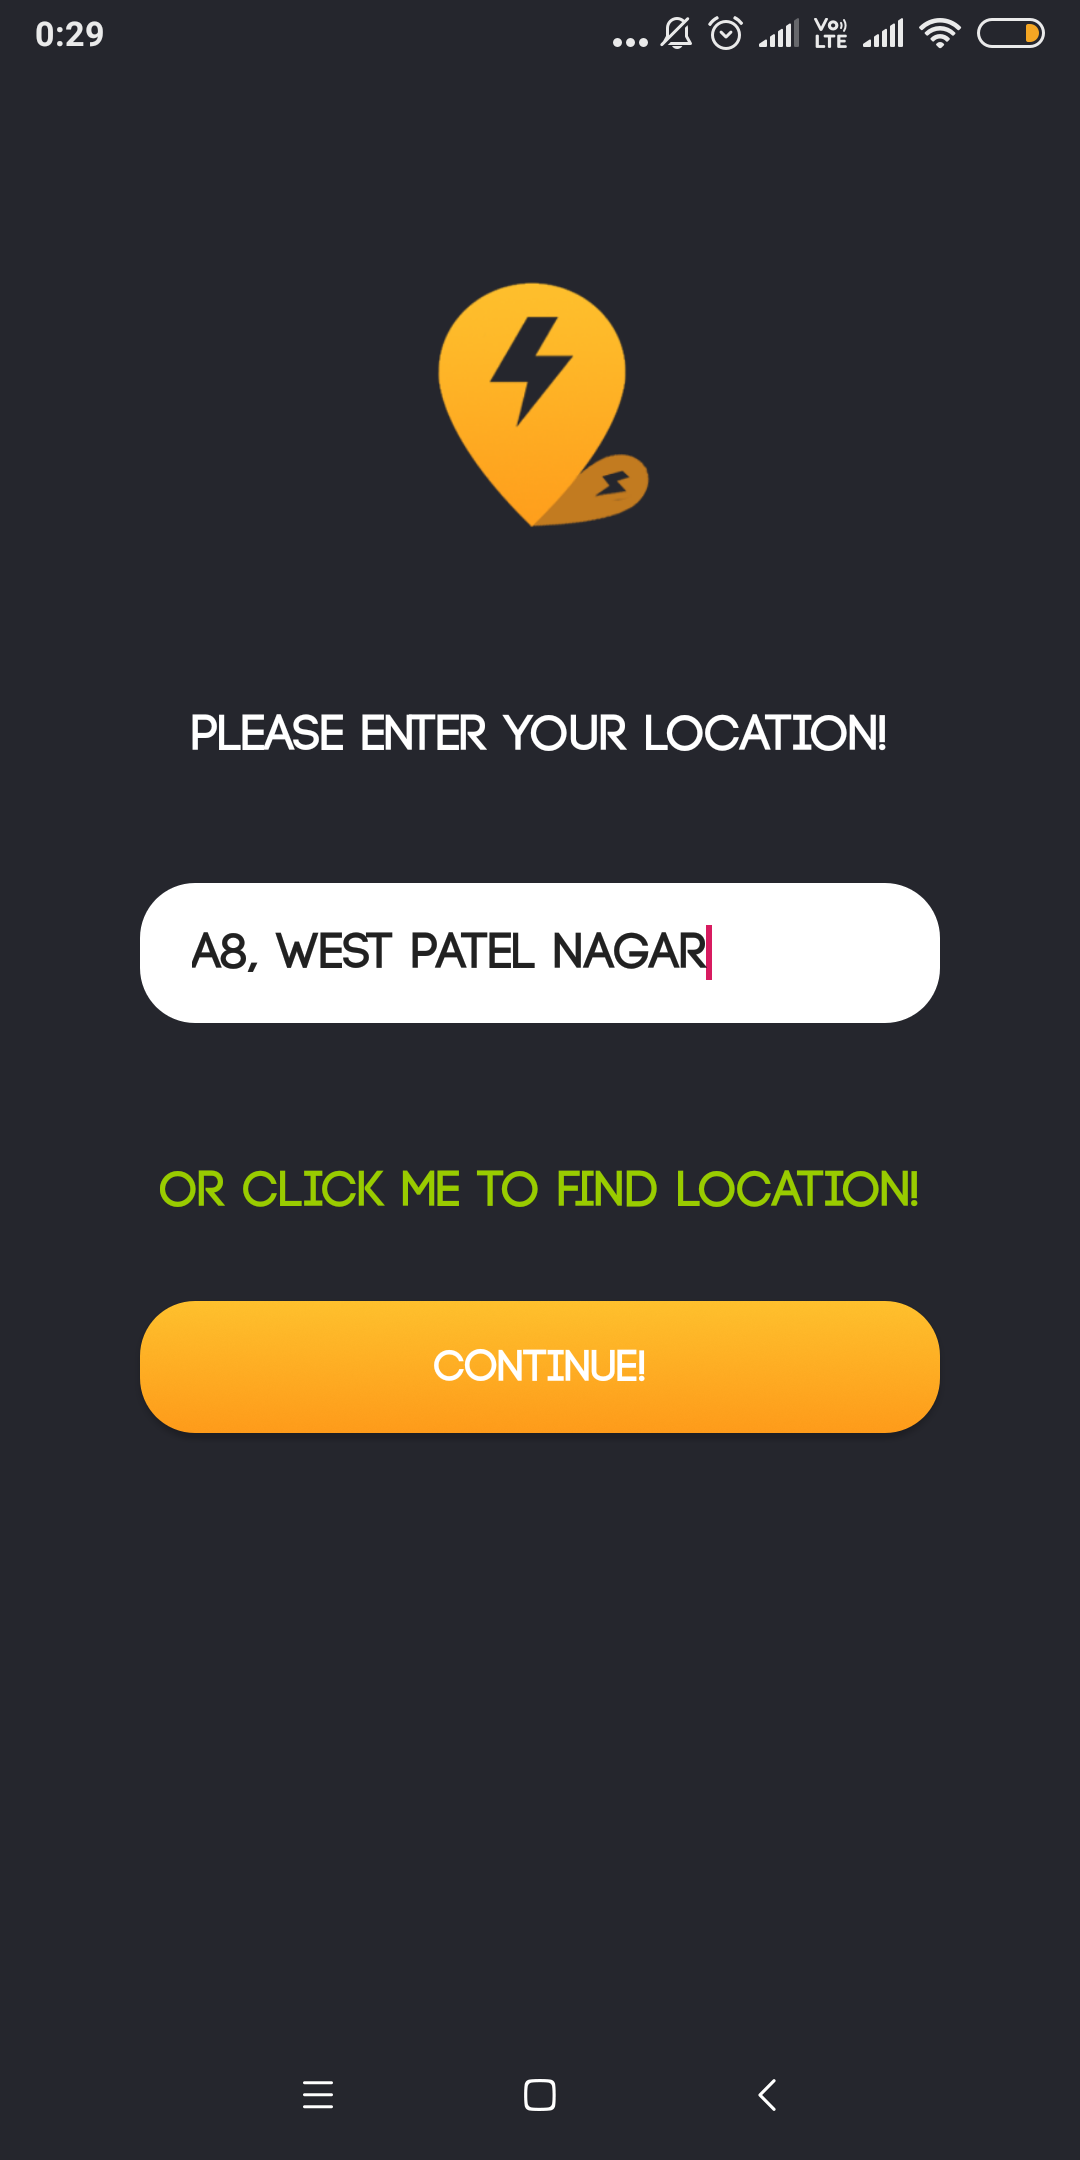 0:29
Vo LTE
PLEASE ENTER YOUR LOCATION!
A8, WEST PATEL NAGAR
OR CLICK ME TO FIND LOCATION!
CONTINUE!